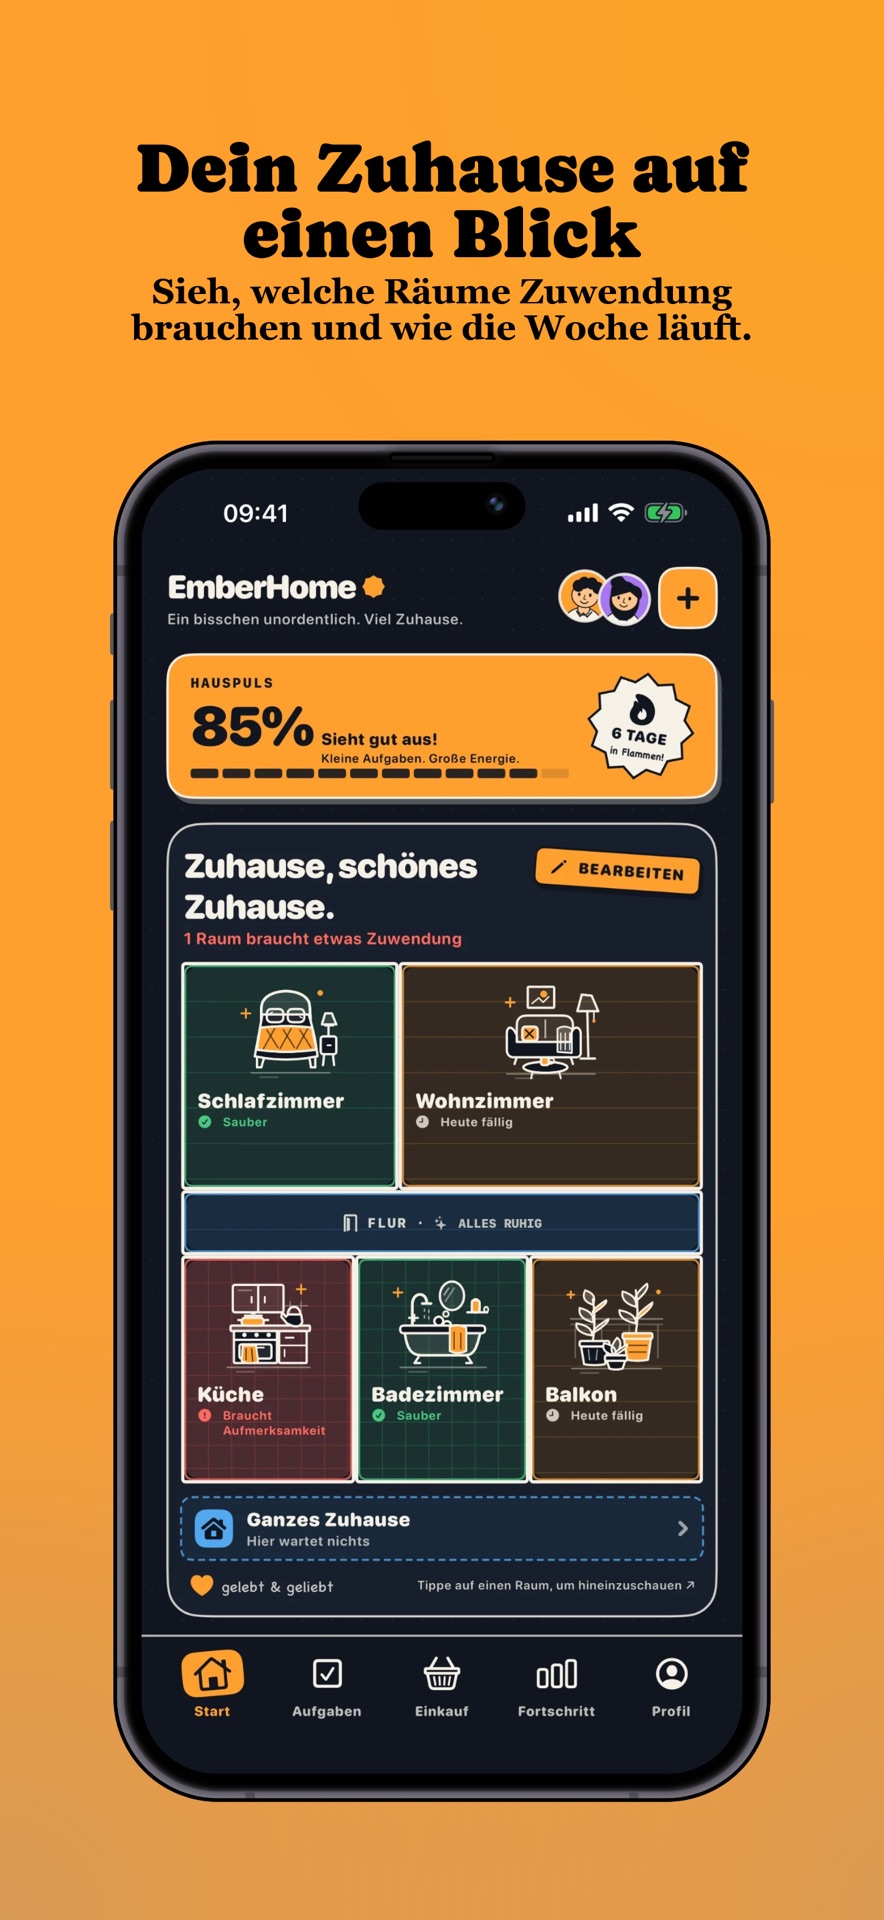 Dein Zuhause auf
einen Blick
Sieh, welche Räume Zuwendung
brauchen und wie die Woche läuft.
09:41
EmberHome
Ein bisschen unordentlich. Viel Zuhause.
HAUSPULS
85% Sieht gut aus!
Kleine Aufgaben. Große Energie.
6 TAGE
in Flammen!
Zuhause, schönes
Zuhause.
BEARBEITEN
1 Raum braucht etwas Zuwendung
Schlafzimmer
Sauber
Wohnzimmer
Heute fällig
FLUR · ALLES RUHIG
Küche
Braucht
Aufmerksamkeit
Badezimmer
Sauber
Balkon
Heute fällig
Ganzes Zuhause
Hier wartet nichts
gelebt & geliebt
Tippe auf einen Raum, um hineinzuschauen ↗
Start
Aufgaben
Einkauf
Fortschritt
Profil